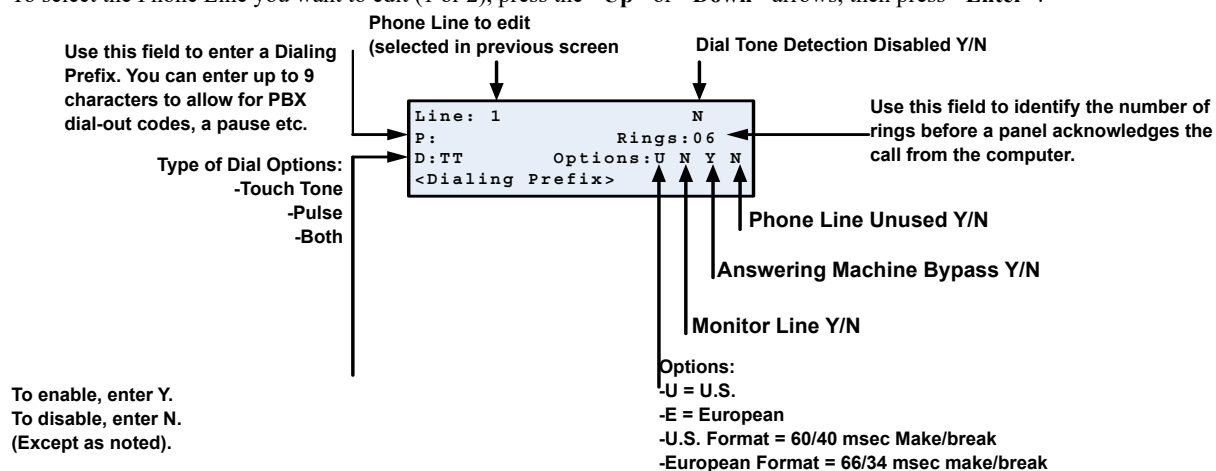 To select the Phone Line you want to edit (1 or 2), press the "Up" or "Down" arrows, then press "Enter".
Phone Line to edit
(selected in previous screen
Dial Tone Detection Disabled Y/N
Use this field to enter a Dialing
Prefix. You can enter up to 9
characters to allow for PBX
dial-out codes, a pause etc.
Line: 1 N
P: Rings:06
D:TT Options:U N Y N
<Dialing Prefix>
Use this field to identify the number of
rings before a panel acknowledges the
call from the computer.
Type of Dial Options:
-Touch Tone
-Pulse
-Both
Phone Line Unused Y/N
Answering Machine Bypass Y/N
Monitor Line Y/N
Options:
-U = U.S.
-E = European
-U.S. Format = 60/40 msec Make/break
-European Format = 66/34 msec make/break
To enable, enter Y.
To disable, enter N.
(Except as noted).